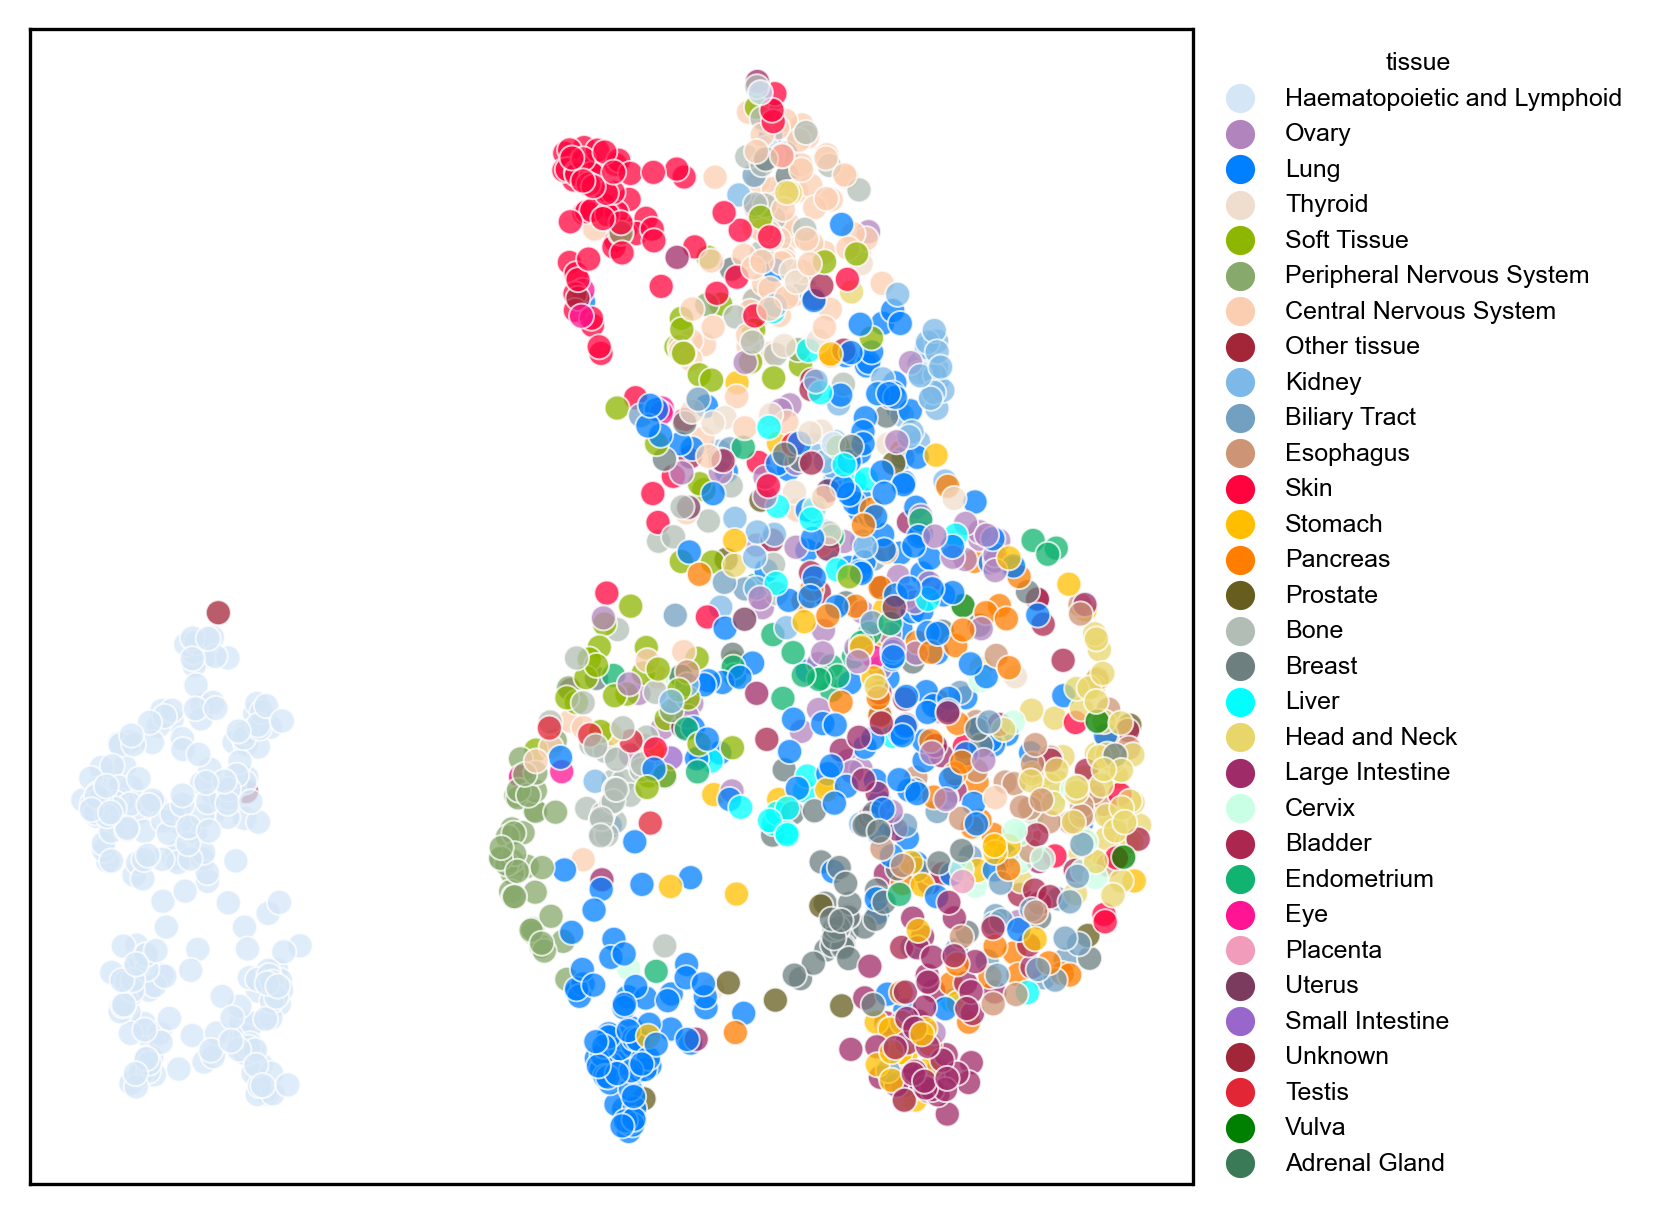 tissue
Haematopoietic and Lymphoid
Ovary
Lung
Thyroid
Soft Tissue
Peripheral Nervous System
Central Nervous System
Other tissue
Kidney
Biliary Tract
Esophagus
Skin
Stomach
Pancreas
Prostate
Bone
Breast
Liver
Head and Neck
Large Intestine
Cervix
Bladder
Endometrium
Eye
Placenta
Uterus
Small Intestine
Unknown
Testis
Vulva
Adrenal Gland